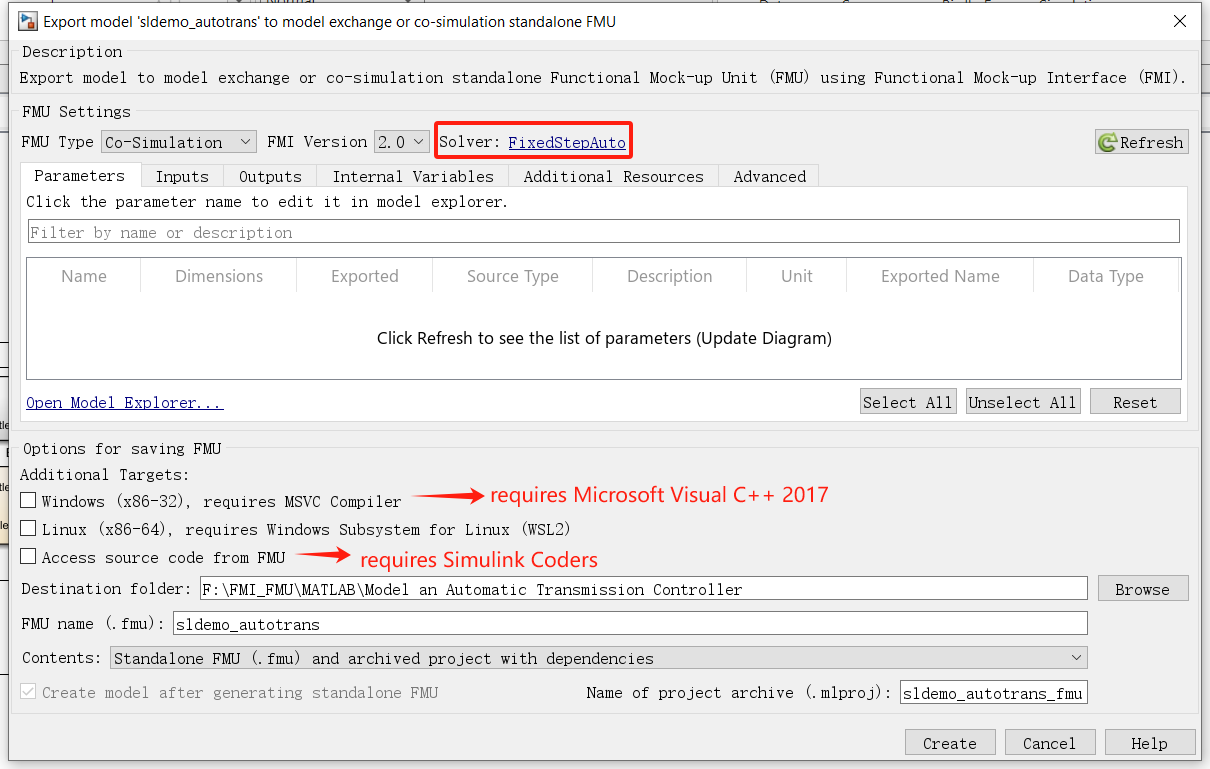 Export model 'sldemo_autotrans' to model exchange or co-simulation standalone FMU
Description
Export model to model exchange or co-simulation standalone Functional Mock-up Unit (FMU) using Functional Mock-up Interface (FMI).
FMU Settings
FMU Type Co-Simulation FMI Version 2.0 Solver: FixedStepAuto Refresh
Parameters Inputs Outputs Internal Variables Additional Resources Advanced
Click the parameter name to edit it in model explorer.
Filter by name or description
Name Dimensions Exported Source Type Description Unit Exported Name Data Type
Click Refresh to see the list of parameters (Update Diagram)
Open Model Explorer... Select All Unselect All Reset
Options for saving FMU
Additional Targets:
Windows (x86-32), requires MSVC Compiler requires Microsoft Visual C++ 2017
Linux (x86-64), requires Windows Subsystem for Linux (WSL2)
Access source code from FMU requires Simulink Coders
Destination folder: F:\FMI_FMU\MATLAB\Model an Automatic Transmission Controller Browse
FMU name (.fmu): sldemo_autotrans
Contents: Standalone FMU (.fmu) and archived project with dependencies
Create model after generating standalone FMU Name of project archive (.mlproj): sldemo_autotrans_fmu
Create Cancel Help